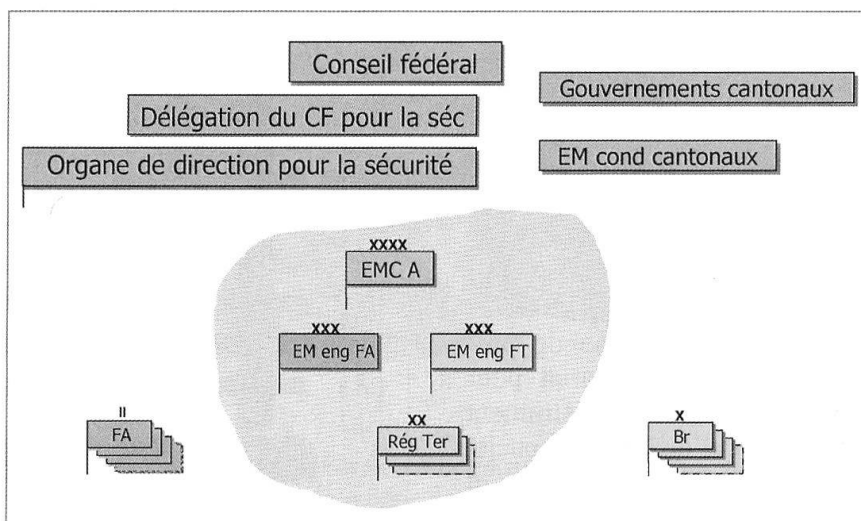 Conseil fédéral
Gouvernements cantonaux
Délégation du CF pour la séc
Organe de direction pour la sécurité
EM cond cantonaux
XXXX
EMC A
XXX
EM eng FA
XXX
EM eng FT
II
FA
XX
Rég Ter
X
Br